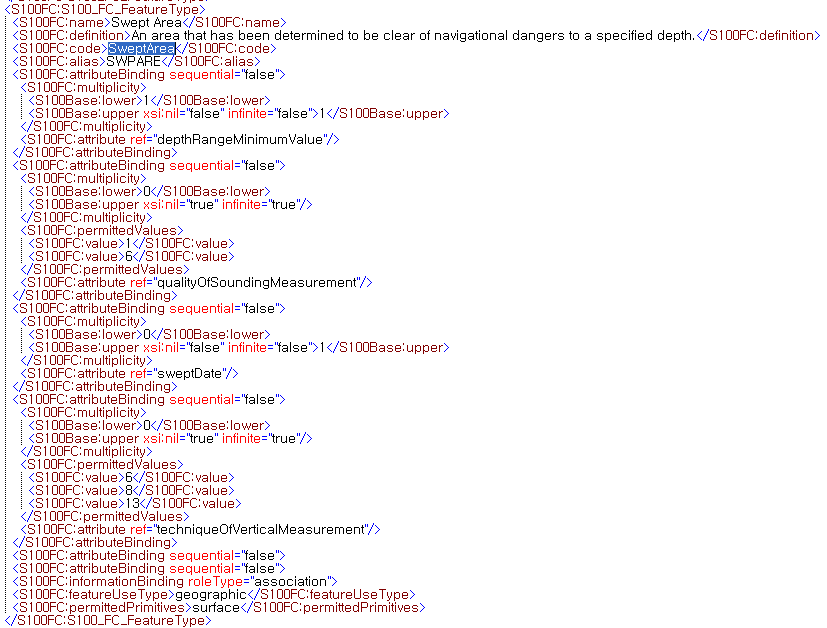 <S100FC:S100_FC_FeatureType>
<S100FC:name>Swept Area</S100FC:name>
<S100FC:definition>An area that has been determined to be clear of navigational dangers to a specified depth.</S100FC:definition>
<S100FC:code>SweptArea</S100FC:code>
<S100FC:alias>SWPARE</S100FC:alias>
<S100FC:attributeBinding sequential="false">
<S100FC:multiplicity>
<S100Base:lower>1</S100Base:lower>
<S100Base:upper xsi:nil="false" infinite="false">1</S100Base:upper>
</S100FC:multiplicity>
<S100FC:attribute ref="depthRangeMinimumValue"/>
</S100FC:attributeBinding>
<S100FC:attributeBinding sequential="false">
<S100FC:multiplicity>
<S100Base:lower>0</S100Base:lower>
<S100Base:upper xsi:nil="true" infinite="true"/>
</S100FC:multiplicity>
<S100FC:permittedValues>
<S100FC:value>1</S100FC:value>
<S100FC:value>6</S100FC:value>
</S100FC:permittedValues>
<S100FC:attribute ref="qualityOfSoundingMeasurement"/>
</S100FC:attributeBinding>
<S100FC:attributeBinding sequential="false">
<S100FC:multiplicity>
<S100Base:lower>0</S100Base:lower>
<S100Base:upper xsi:nil="false" infinite="false">1</S100Base:upper>
</S100FC:multiplicity>
<S100FC:attribute ref="sweptDate"/>
</S100FC:attributeBinding>
<S100FC:attributeBinding sequential="false">
<S100FC:multiplicity>
<S100Base:lower>0</S100Base:lower>
<S100Base:upper xsi:nil="true" infinite="true"/>
</S100FC:multiplicity>
<S100FC:permittedValues>
<S100FC:value>6</S100FC:value>
<S100FC:value>8</S100FC:value>
<S100FC:value>13</S100FC:value>
</S100FC:permittedValues>
<S100FC:attribute ref="techniqueOfVerticalMeasurement"/>
</S100FC:attributeBinding>
<S100FC:attributeBinding sequential="false">
<S100FC:attributeBinding sequential="false">
<S100FC:informationBinding roleType="association">
<S100FC:featureUseType>geographic</S100FC:featureUseType>
<S100FC:permittedPrimitives>surface</S100FC:permittedPrimitives>
</S100FC:S100_FC_FeatureType>